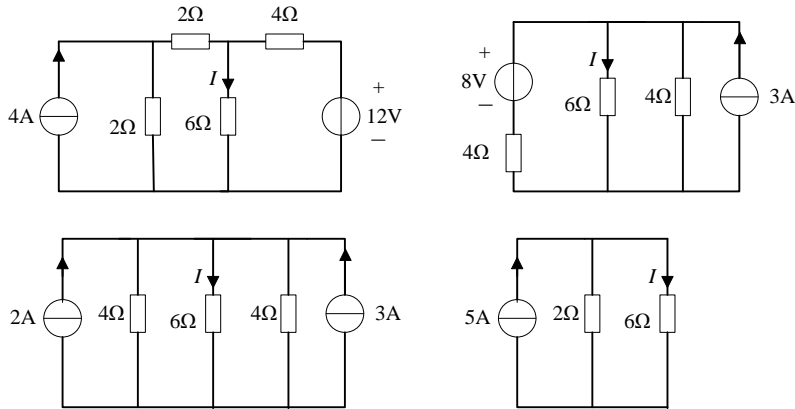 2Ω 4Ω
I
4A 2Ω 6Ω + 12V −
+
8V
−
I
6Ω 4Ω 3A
4Ω
I
2A 4Ω 6Ω 4Ω 3A
I
5A 2Ω 6Ω